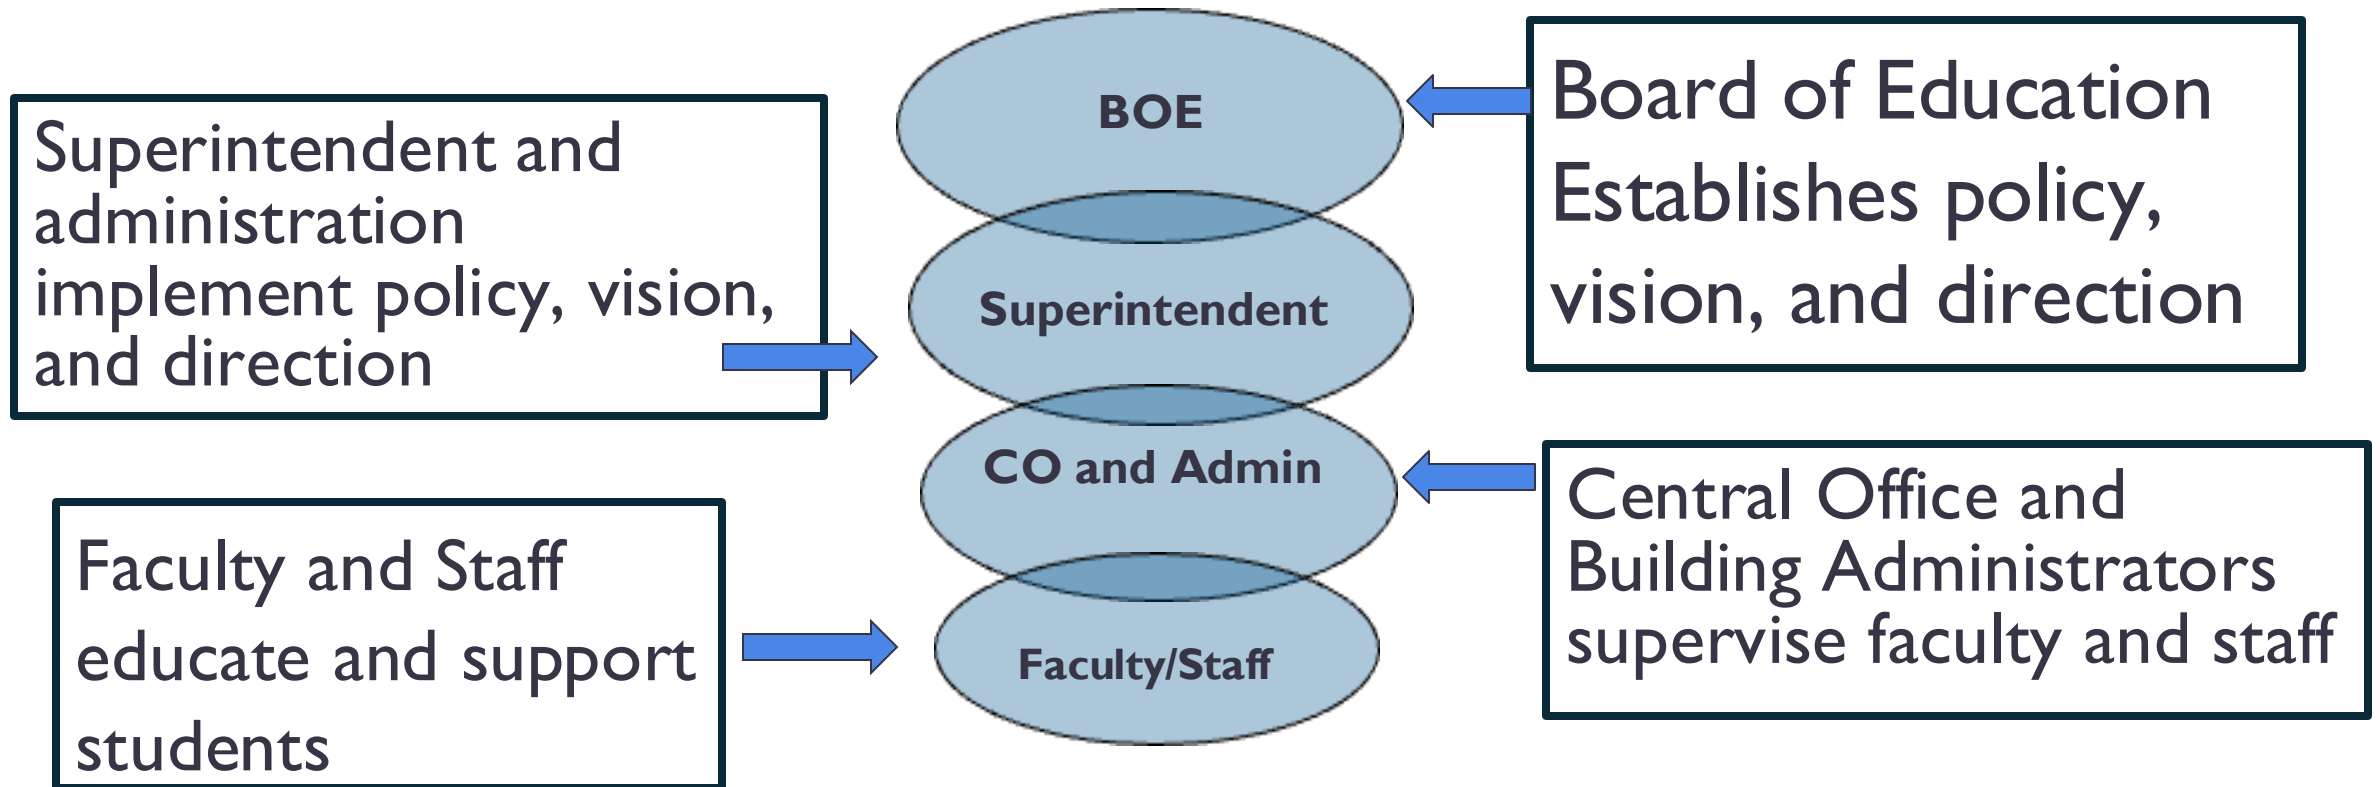 BOE
Board of Education
Establishes policy,
vision, and direction
Superintendent and
administration
implement policy, vision,
and direction
Superintendent
CO and Admin
Central Office and
Building Administrators
supervise faculty and staff
Faculty and Staff
educate and support
students
Faculty/Staff